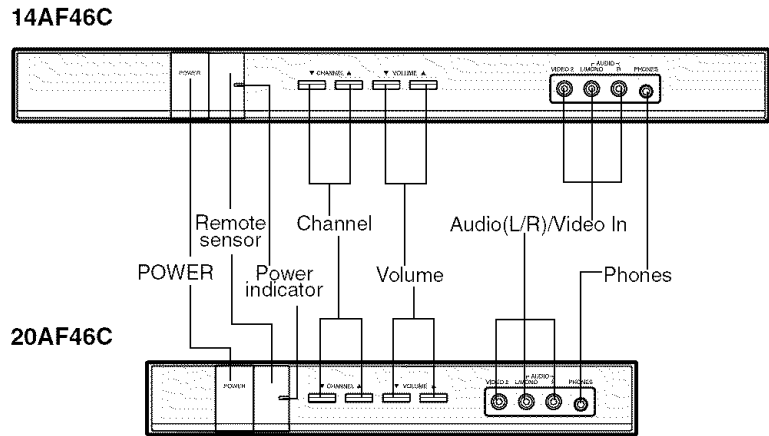 14AF46C
POWER
▼ CHANNEL ▲
▼ VOLUME ▲
AUDIO
VIDEO 2 L/MONO R PHONES
Remote
sensor
Channel
Audio(L/R)/Video In
POWER
Power
indicator
Volume
Phones
20AF46C
POWER
▼ CHANNEL ▲
▼ VOLUME ▲
AUDIO
VIDEO 2 L/MONO R PHONES